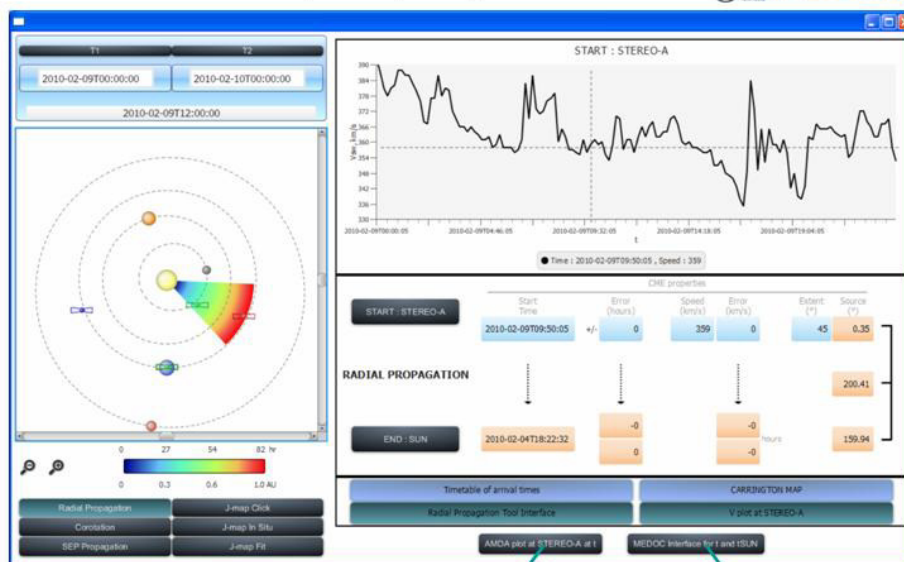 T1 T2
2010-02-09T00:00:00 2010-02-10T00:00:00
2010-02-09T12:00:00
0 27 54 82 hr
0 0.3 0.6 1.0 AU
Radial Propagation J-map Click
Corotation J-map In Situ
SEP Propagation J-map Fit
START : STEREO-A
390
384
378
372
366
360
354
348
342
336
330
Vsw, km/s
2010-02-09T00:00:05 2010-02-09T04:46:05 2010-02-09T09:32:05 2010-02-09T14:18:05 2010-02-09T19:04:05
t
Time : 2010-02-09T09:50:05 , Speed : 359
CME properties
Start Time Error (hours) Speed (km/s) Error (km/s) Extent (°) Source (°)
START : STEREO-A 2010-02-09T09:50:05 +/- 0 359 0 45 0.35
RADIAL PROPAGATION 200.41
END : SUN 2010-02-04T18:22:32 -0 -0 hours 159.94
0 -0
Timetable of arrival times CARRINGTON MAP
Radial Propagation Tool Interface V plot at STEREO-A
AMDA plot at STEREO-A at t MEDOC Interface for t and tSUN